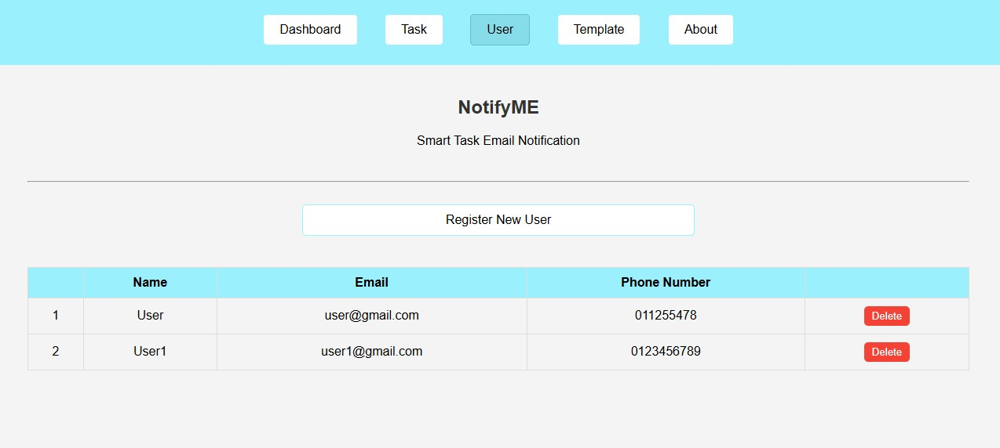 Dashboard Task User Template About
NotifyME
Smart Task Email Notification
Register New User
Name Email Phone Number
1 User user@gmail.com 011255478 Delete
2 User1 user1@gmail.com 0123456789 Delete